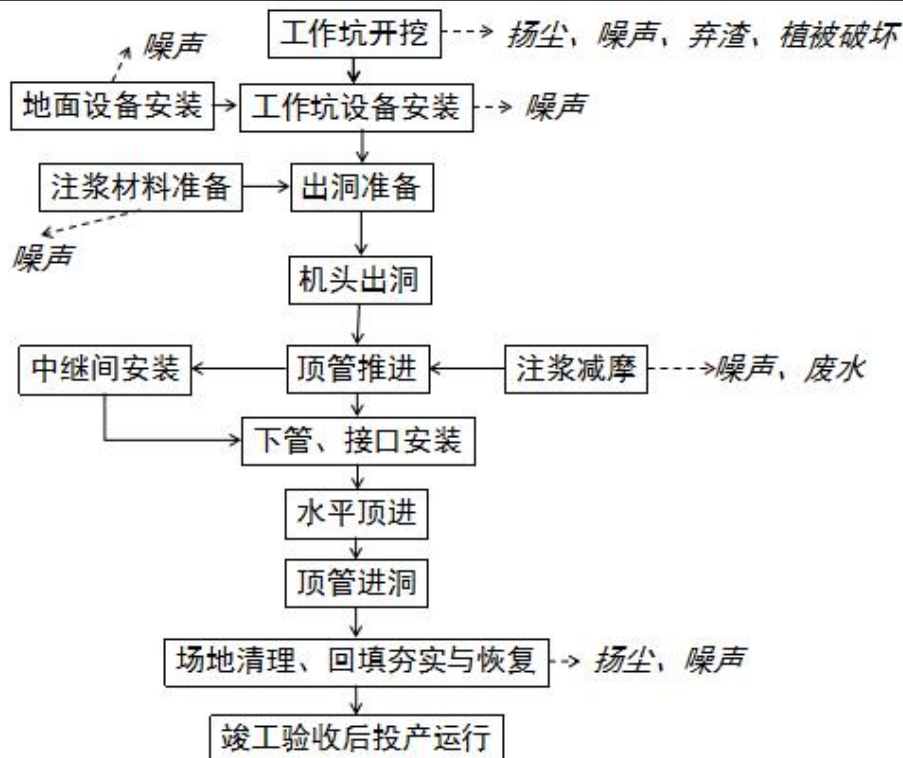 工作坑开挖
扬尘、噪声、弃渣、植被破坏
噪声
地面设备安装
工作坑设备安装
噪声
注浆材料准备
出洞准备
噪声
机头出洞
中继间安装
顶管推进
注浆减摩
噪声、废水
下管、接口安装
水平顶进
顶管进洞
场地清理、回填夯实与恢复
扬尘、噪声
竣工验收后投产运行